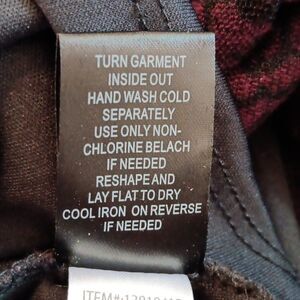 TURN GARMENT
INSIDE OUT
HAND WASH COLD
SEPARATELY
USE ONLY NON-
CHLORINE BELACH
IF NEEDED
RESHAPE AND
LAY FLAT TO DRY
COOL IRON ON REVERSE
IF NEEDED